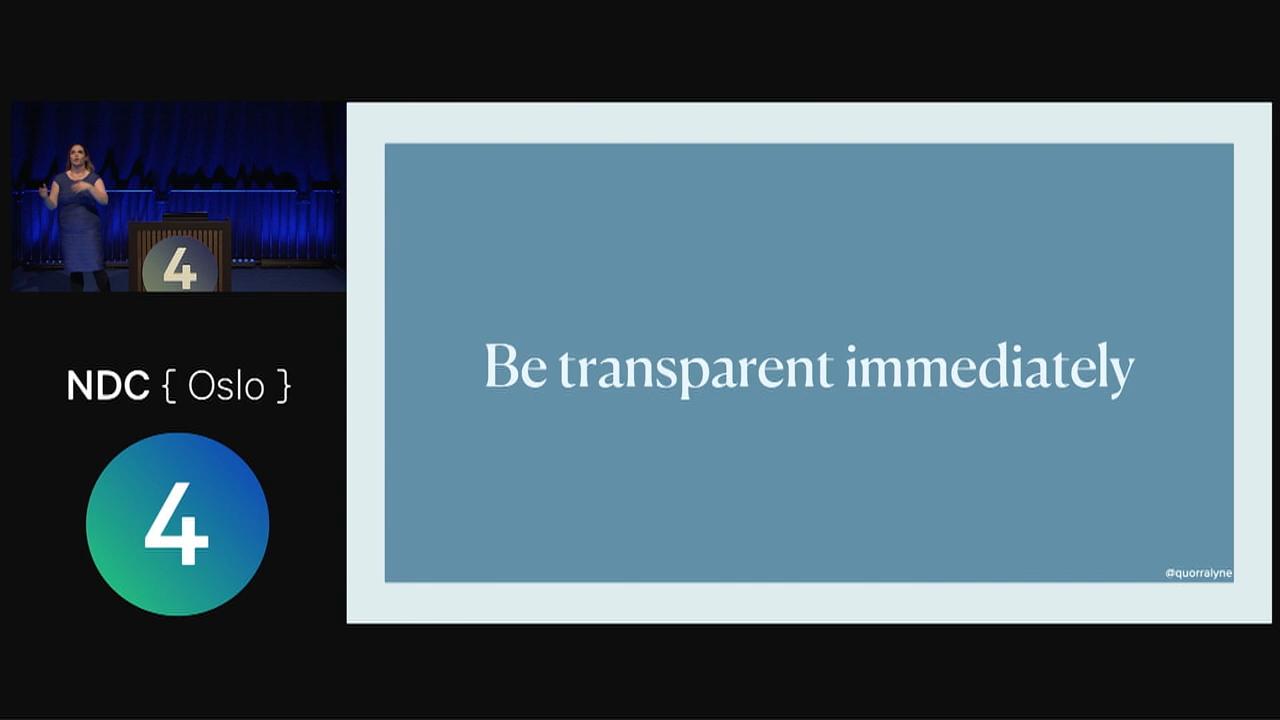 4
NDC { Oslo }
4
Be transparent immediately
@quorralyne